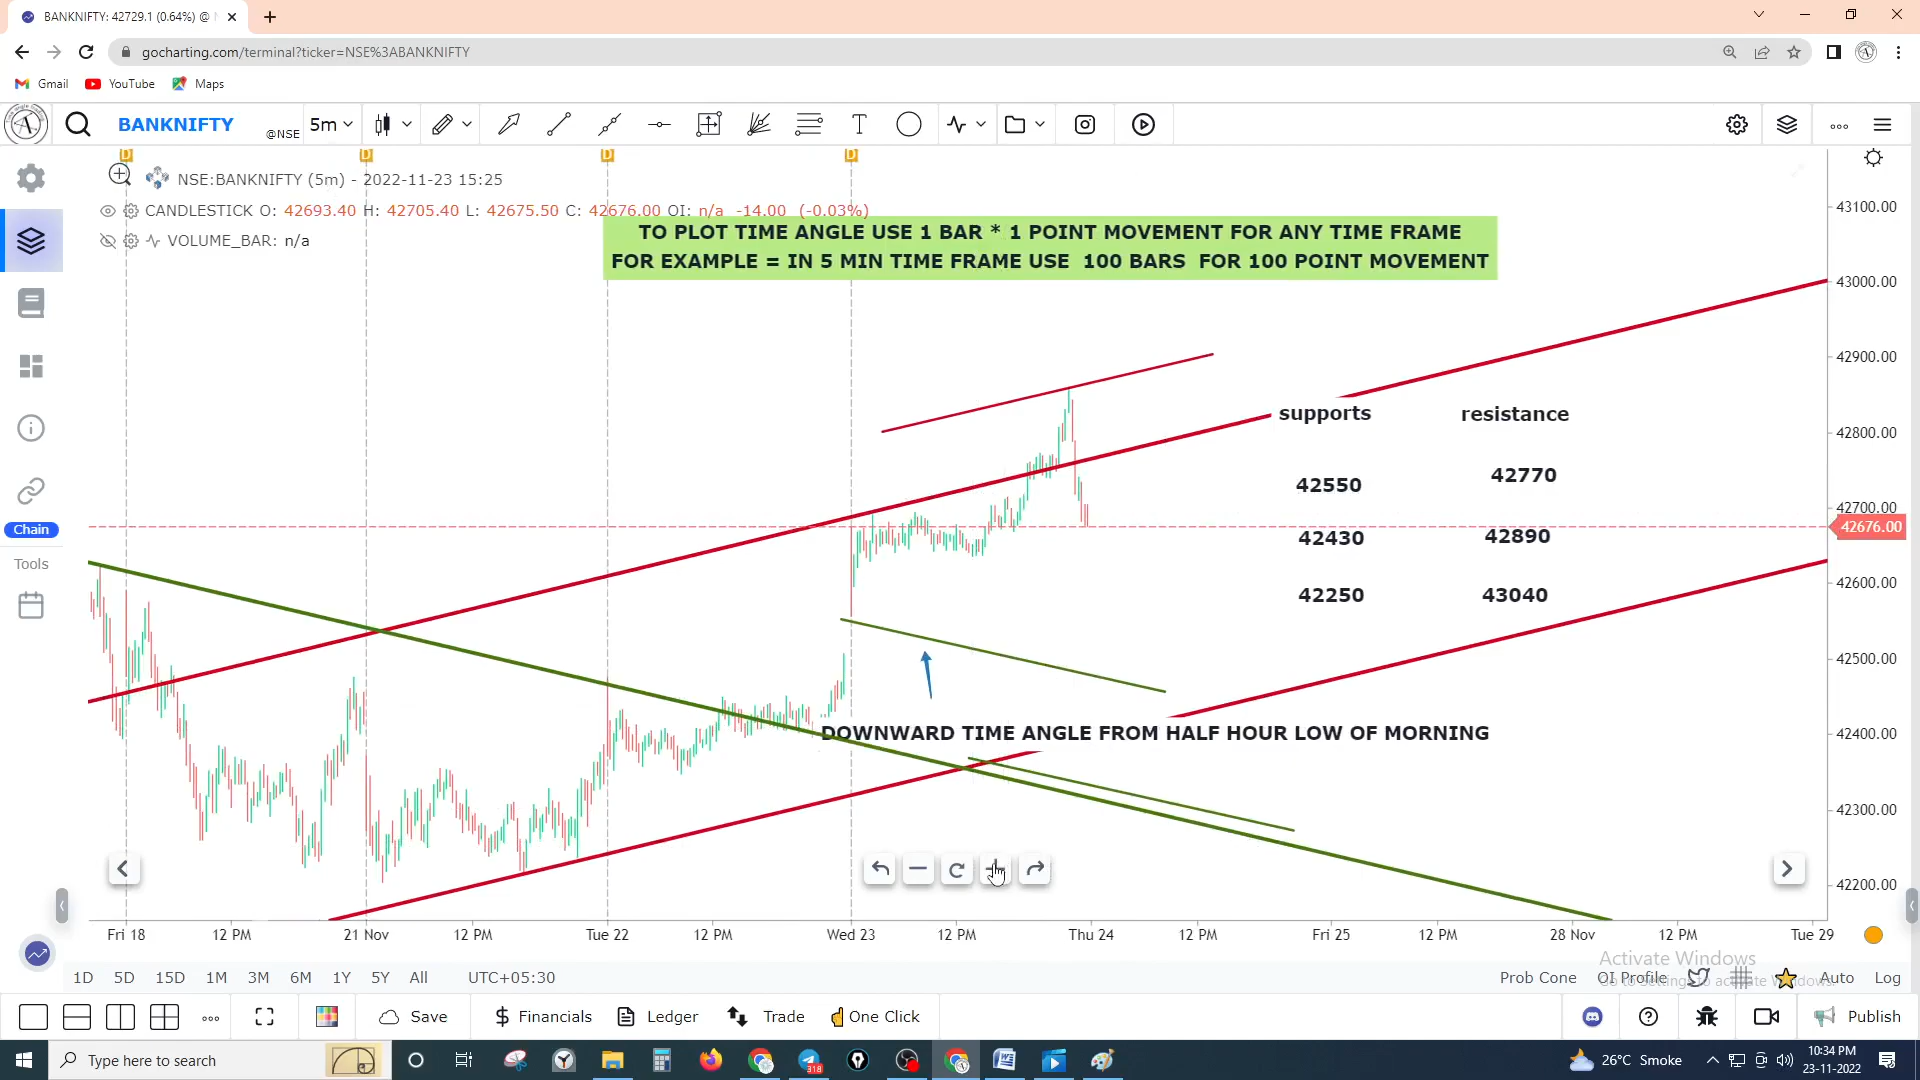 BANKNIFTY: 42729.1 (0.64%) @
gocharting.com/terminal?ticker=NSE%3ABANKNIFTY
Gmail YouTube Maps
BANKNIFTY @NSE 5m
D D D D
NSE:BANKNIFTY (5m) - 2022-11-23 15:25
CANDLESTICK O: 42693.40 H: 42705.40 L: 42675.50 C: 42676.00 OI: n/a -14.00 (-0.03%)
VOLUME_BAR: n/a
TO PLOT TIME ANGLE USE 1 BAR * 1 POINT MOVEMENT FOR ANY TIME FRAME
FOR EXAMPLE = IN 5 MIN TIME FRAME USE 100 BARS FOR 100 POINT MOVEMENT
43100.00
43000.00
42900.00
42800.00
42700.00
42676.00
42600.00
42500.00
42400.00
42300.00
42200.00
supports resistance
42550 42770
42430 42890
42250 43040
DOWNWARD TIME ANGLE FROM HALF HOUR LOW OF MORNING
Chain
Tools
Fri 18 12 PM 21 Nov 12 PM Tue 22 12 PM Wed 23 12 PM Thu 24 12 PM Fri 25 12 PM 28 Nov 12 PM Tue 29
Activate Windows
Go to Settings to activate Windows.
1D 5D 15D 1M 3M 6M 1Y 5Y All UTC+05:30 Prob Cone OI Profile Auto Log
Save Financials Ledger Trade One Click Publish
Type here to search
318
26°C Smoke
10:34 PM
23-11-2022